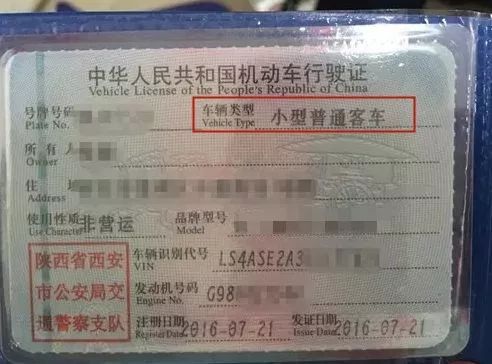 中华人民共和国机动车行驶证
Vehicle License of the People's Republic of China
号牌号码 车辆类型 小型普通客车
Plate No. Vehicle Type
所有人
Owner
住
使用性质 非营运 品牌型号
Use Character Model
陕西省西安 车辆识别代号 LS4ASE2A3
VIN
市公安局交 发动机号码 G98
Engine No.
通警察支队 注册日期 2016-07-21 发证日期 2016-07-21
Register Date Issue Date